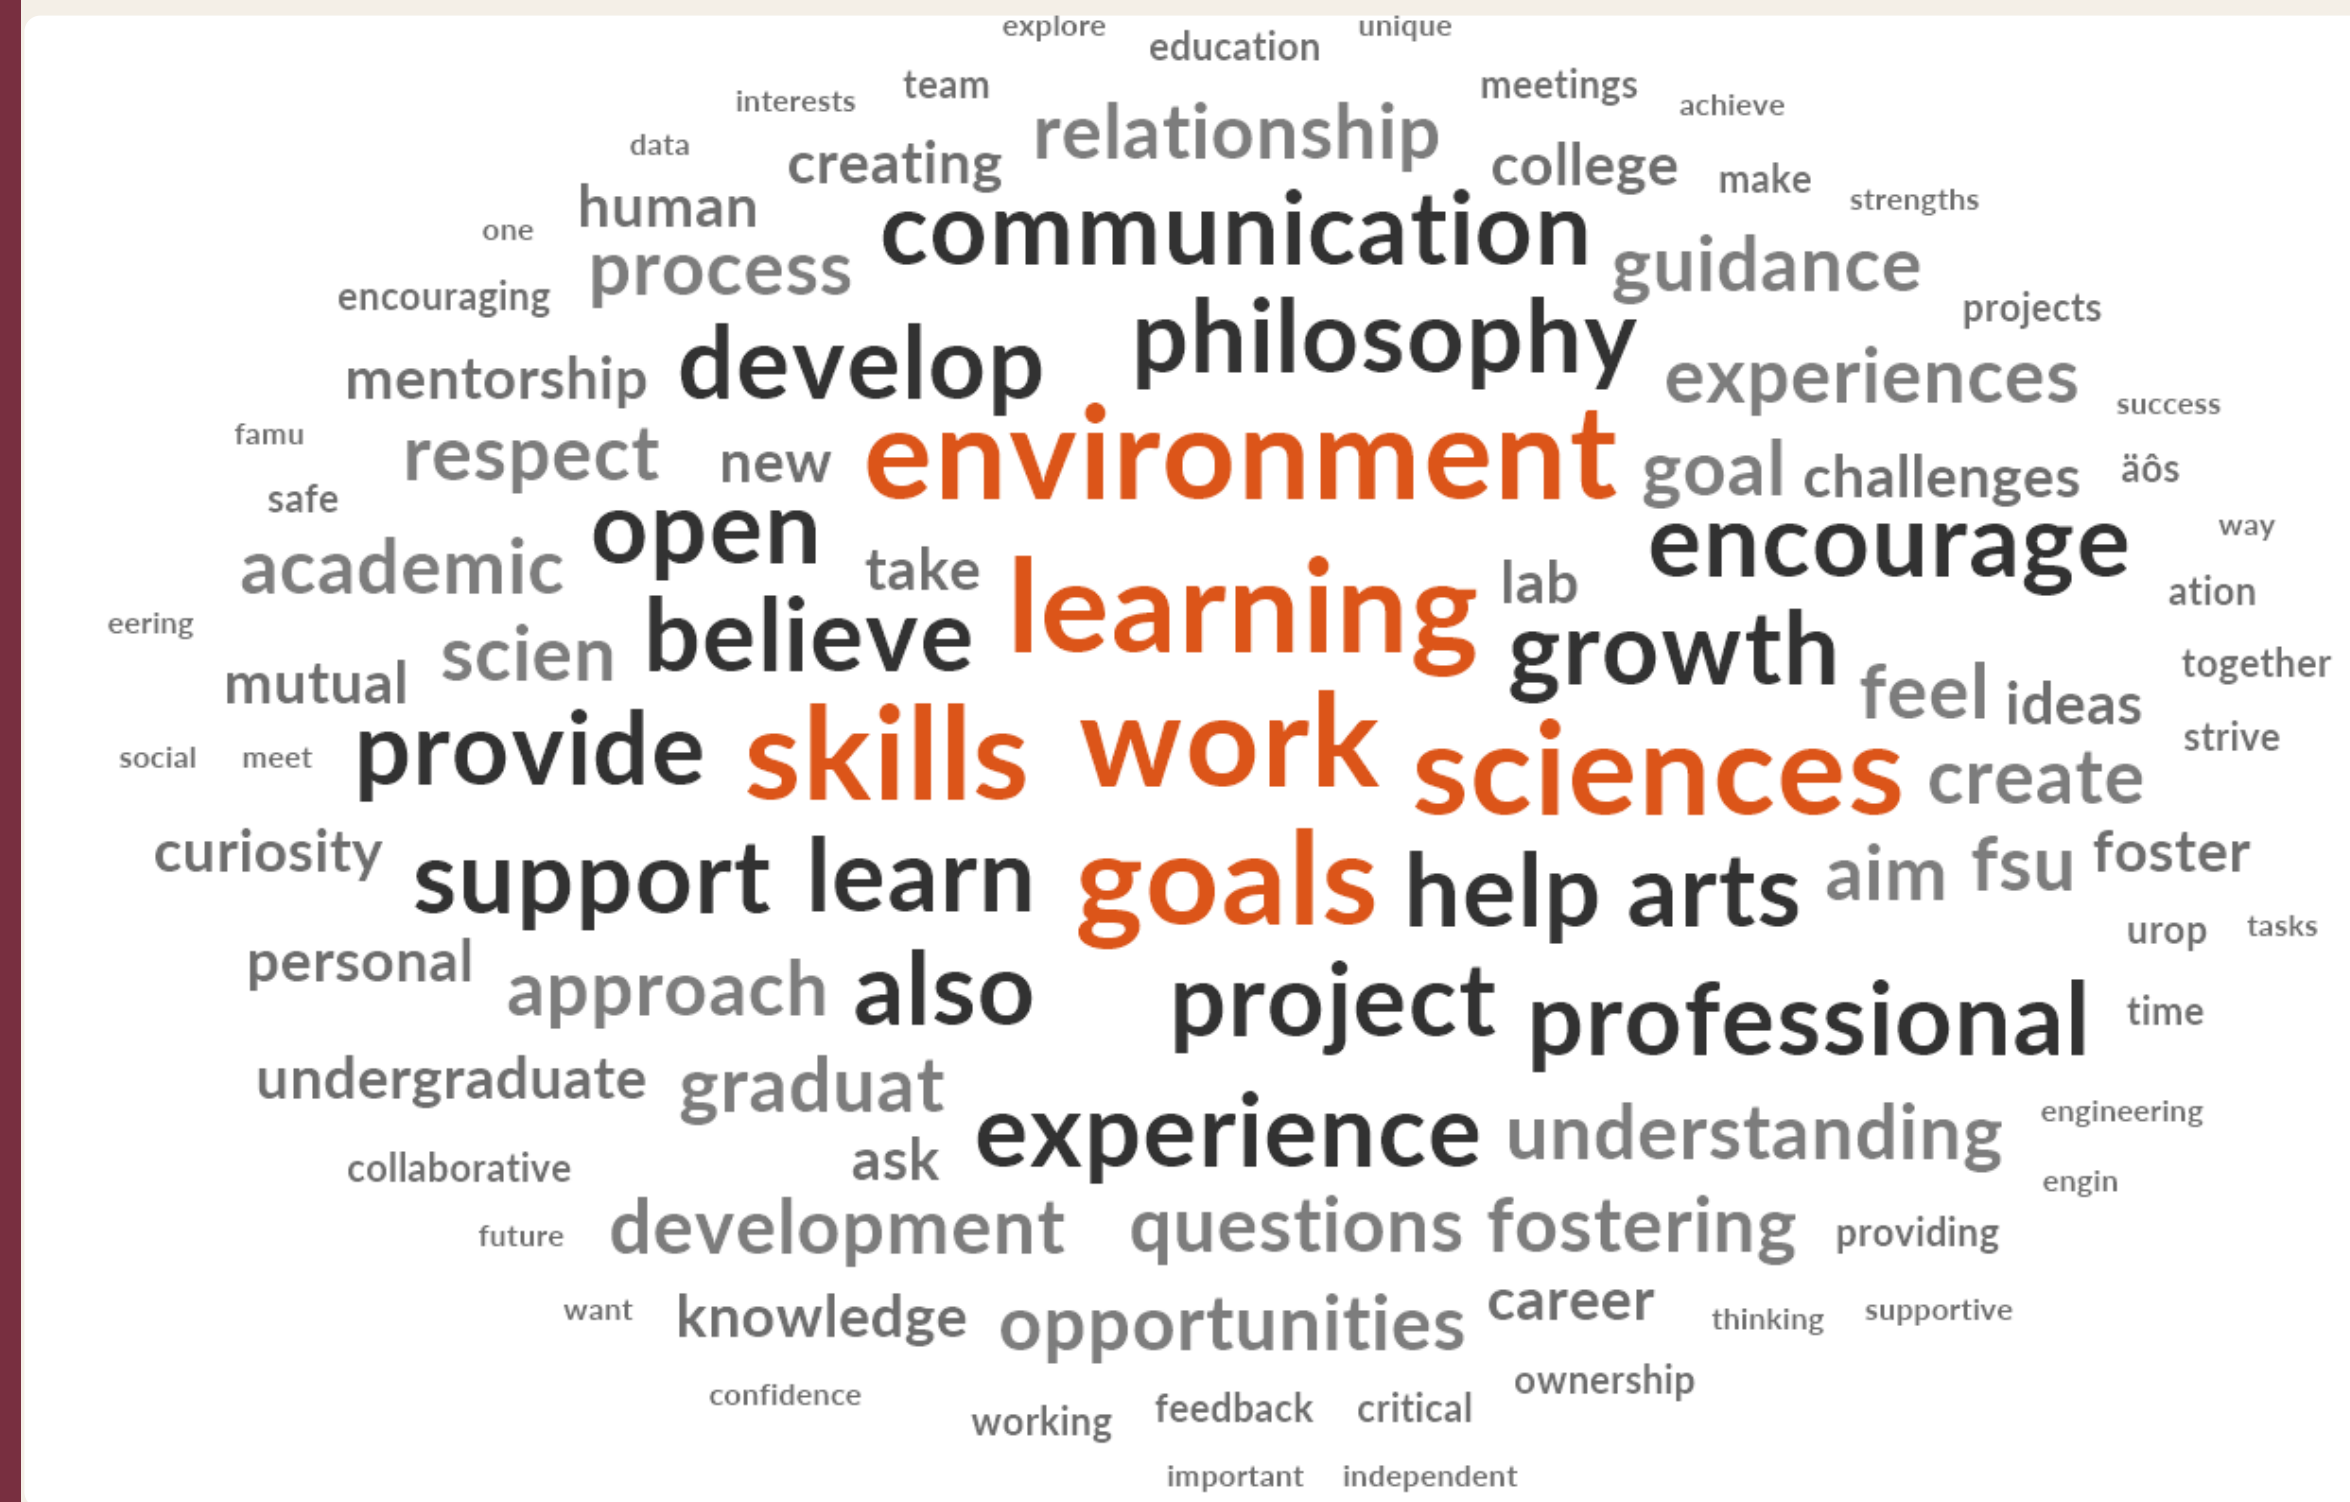 explore unique
education
interests team meetings achieve
data creating relationship college make
human communication strengths
one process guidance
encouraging philosophy projects
mentorship develop experiences success
famu respect new environment goal challenges äôs
safe open encourage way
academic take learning lab ation
eering scien believe growth together
mutual feel ideas
social meet provide skills work sciences create strive
curiosity support learn goals help arts aim fsu foster
urop tasks
personal approach also project professional time
undergraduate graduat
experience understanding engineering
collaborative ask engin
future development questions fostering providing
want knowledge opportunities career thinking supportive
confidence ownership
working feedback critical
important independent